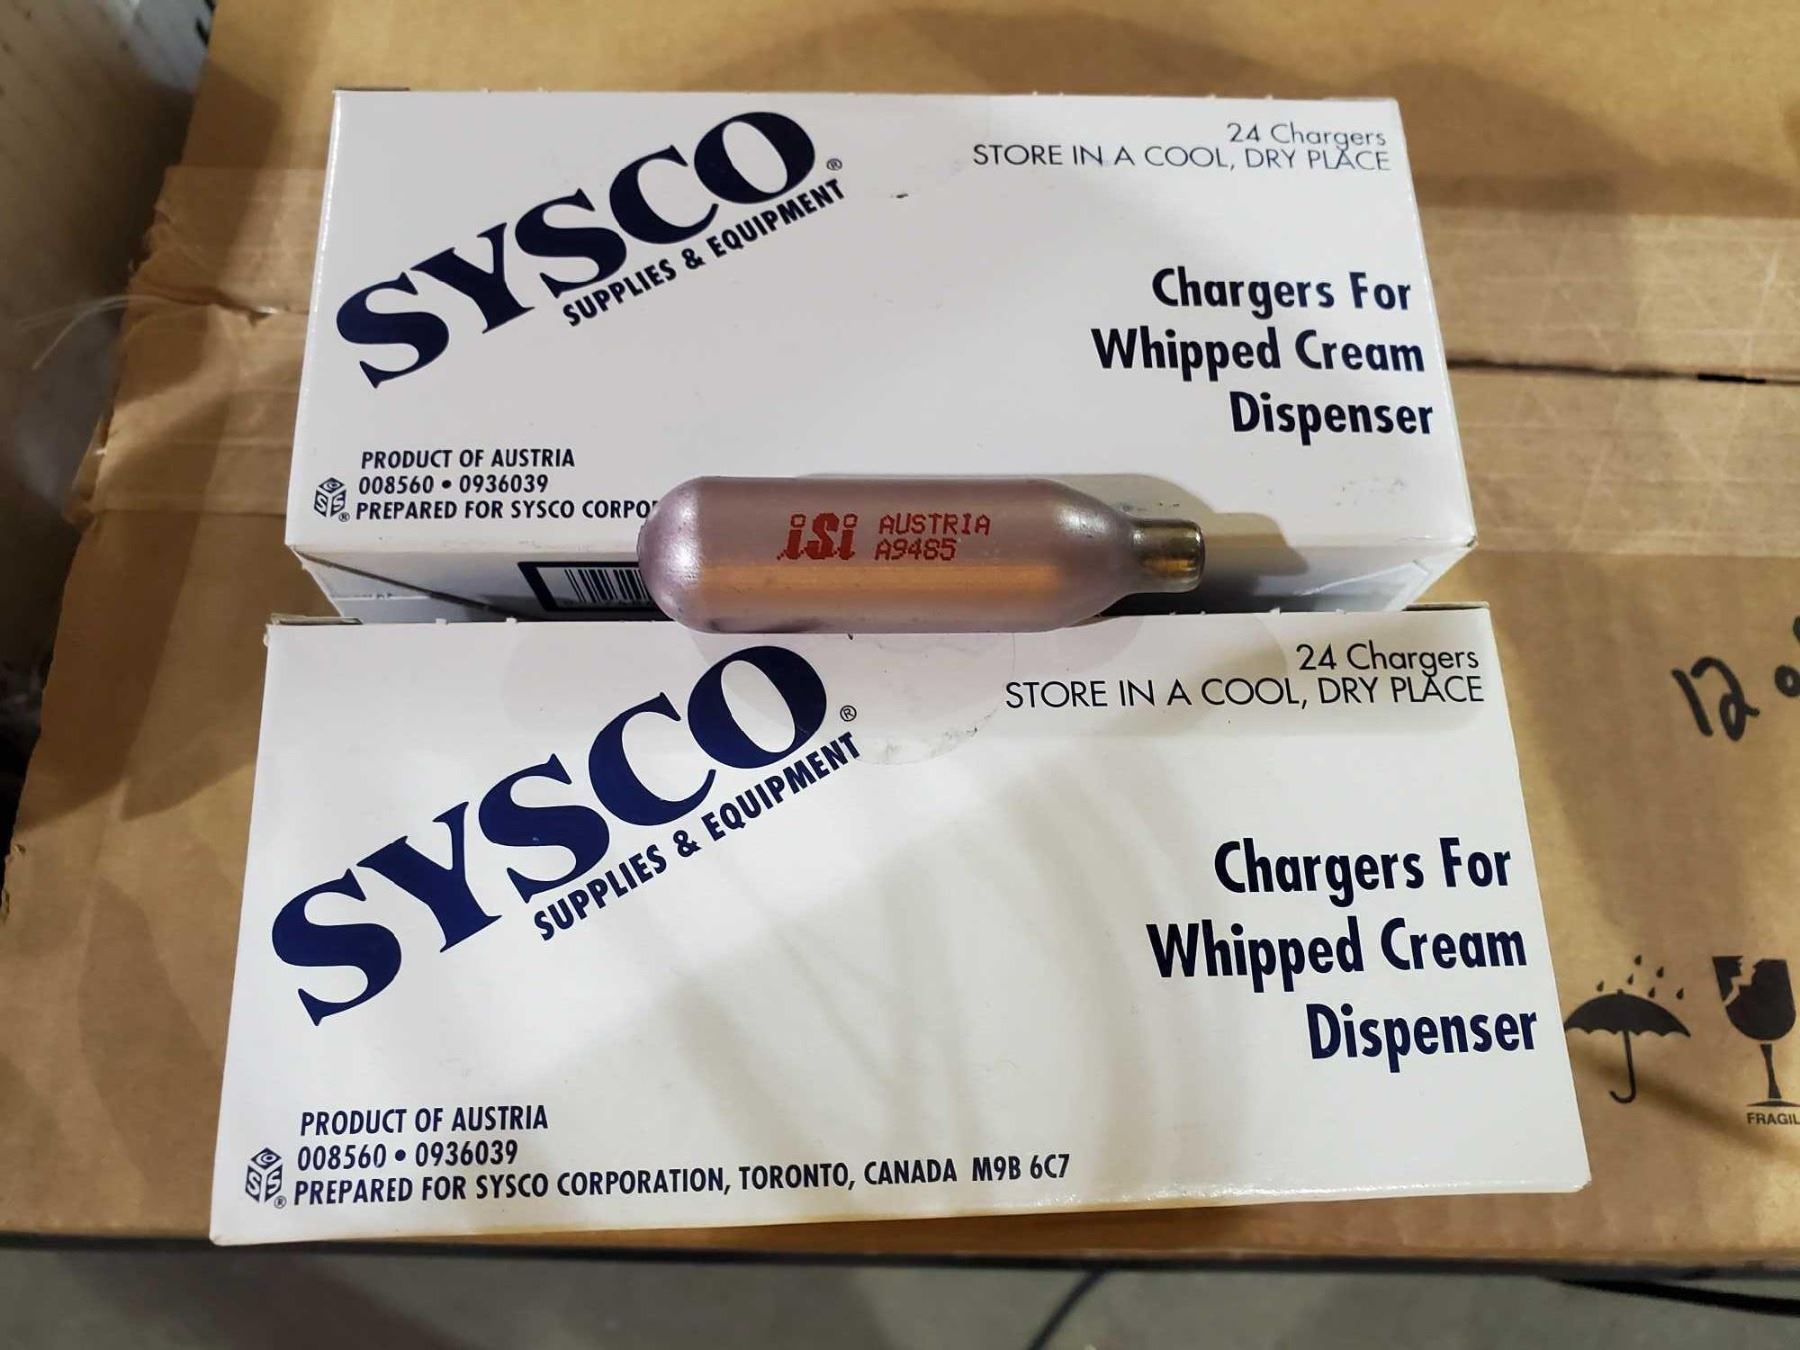 SYSCO®
SUPPLIES & EQUIPMENT
24 Chargers
STORE IN A COOL, DRY PLACE
Chargers For
Whipped Cream
Dispenser
PRODUCT OF AUSTRIA
008560 • 0936039
PREPARED FOR SYSCO CORPO
iSi AUSTRIA
A9485
SYSCO®
SUPPLIES & EQUIPMENT
24 Chargers
STORE IN A COOL, DRY PLACE
Chargers For
Whipped Cream
Dispenser
PRODUCT OF AUSTRIA
008560 • 0936039
PREPARED FOR SYSCO CORPORATION, TORONTO, CANADA M9B 6C7
12
FRAGIL